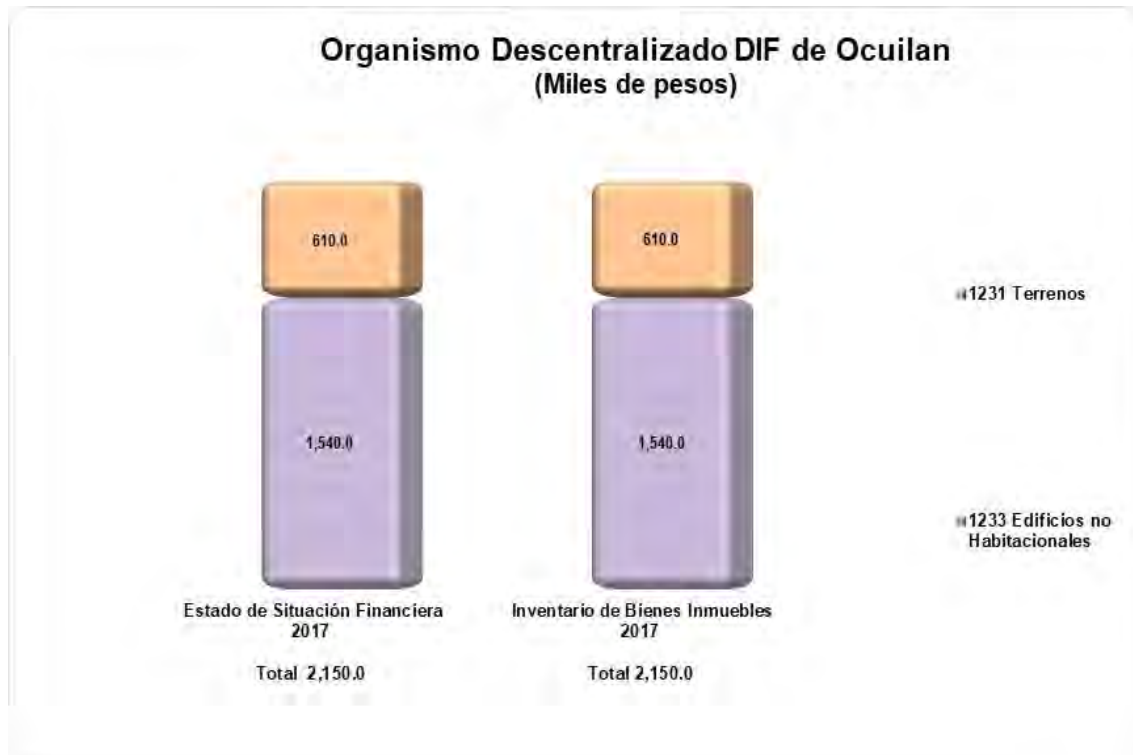 Organismo Descentralizado DIF de Ocuilan
(Miles de pesos)
610.0
610.0
1231 Terrenos
1,540.0
1,540.0
1233 Edificios no
Habitacionales
Estado de Situación Financiera
2017
Total 2,150.0
Inventario de Bienes Inmuebles
2017
Total 2,150.0